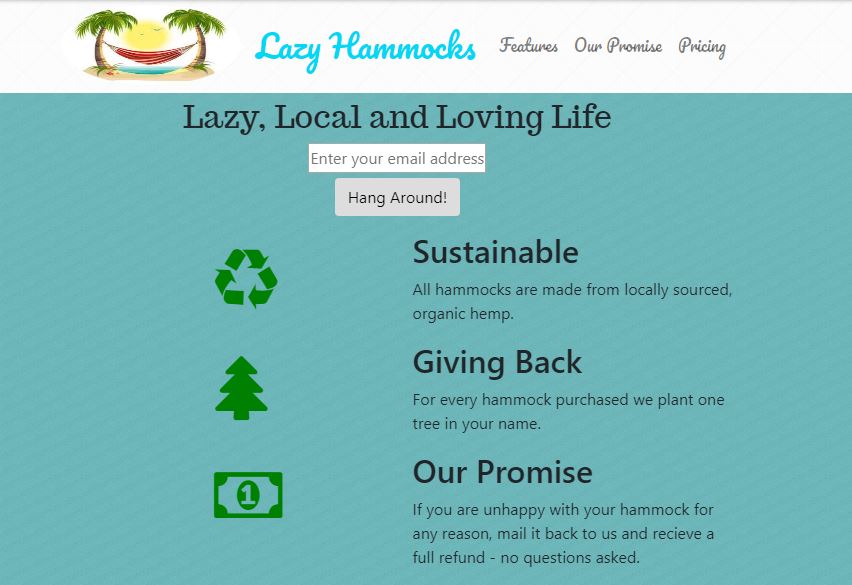 Lazy Hammocks Features Our Promise Pricing
Lazy, Local and Loving Life
Enter your email address
Hang Around!
Sustainable
All hammocks are made from locally sourced,
organic hemp.
Giving Back
For every hammock purchased we plant one
tree in your name.
1
Our Promise
If you are unhappy with your hammock for
any reason, mail it back to us and recieve a
full refund - no questions asked.